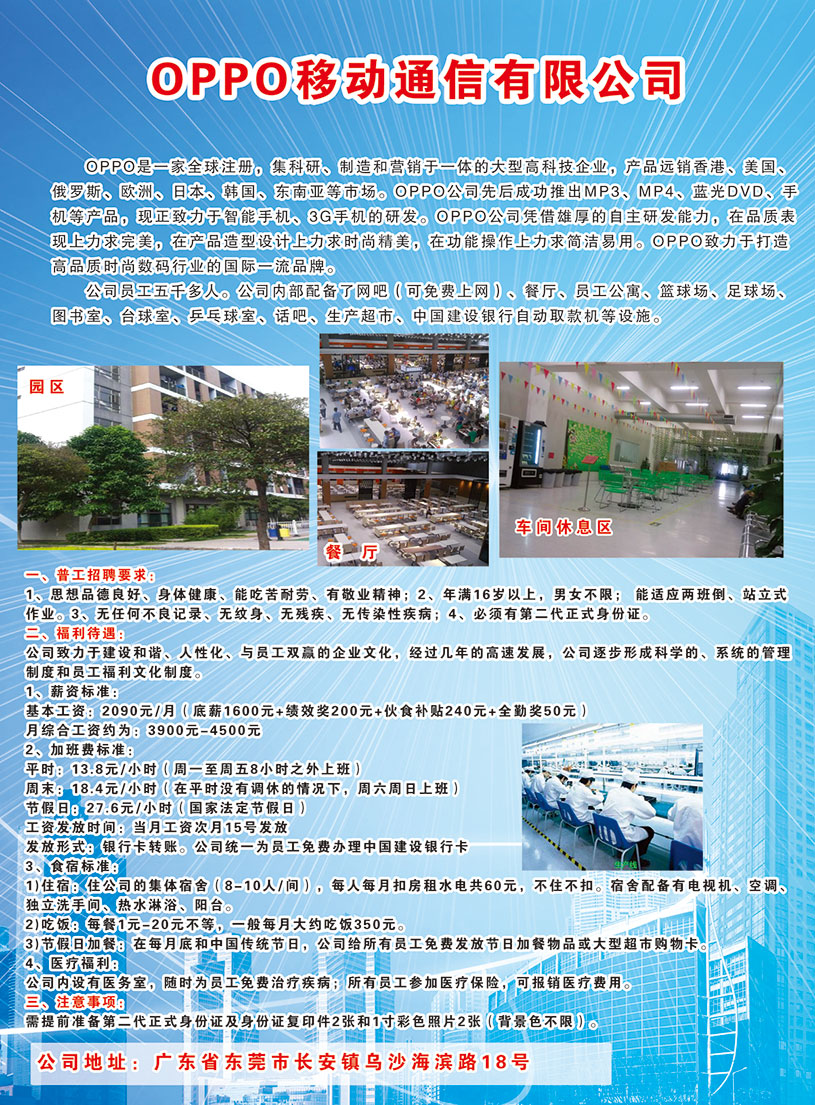 OPPO移动通信有限公司
OPPO是一家全球注册，集科研、制造和营销于一体的大型高科技企业，产品远销香港、美国、
俄罗斯、欧洲、日本、韩国、东南亚等市场。OPPO公司先后成功推出MP3、MP4、蓝光DVD、手
机等产品，现正致力于智能手机、3G手机的研发。OPPO公司凭借雄厚的自主研发能力，在品质表
现上力求完美，在产品造型设计上力求时尚精美，在功能操作上力求简洁易用。OPPO致力于打造
高品质时尚数码行业的国际一流品牌。
公司员工五千多人。公司内部配备了网吧（可免费上网）、餐厅、员工公寓、篮球场、足球场、
图书室、台球室、乒乓球室、话吧、生产超市、中国建设银行自动取款机等设施。
园区
餐 厅
车间休息区
一、普工招聘要求：
1、思想品德良好、身体健康、能吃苦耐劳、有敬业精神；2、年满16岁以上，男女不限； 能适应两班倒、站立式
作业。3、无任何不良记录、无纹身、无残疾、无传染性疾病；4、必须有第二代正式身份证。
二、福利待遇：
公司致力于建设和谐、人性化、与员工双赢的企业文化，经过几年的高速发展，公司逐步形成科学的、系统的管理
制度和员工福利文化制度。
1、薪资标准：
基本工资：2090元/月（底薪1600元+绩效奖200元+伙食补贴240元+全勤奖50元）
月综合工资约为：3900元-4500元
2、加班费标准：
平时：13.8元/小时（周一至周五8小时之外上班）
周末：18.4元/小时（在平时没有调休的情况下，周六周日上班）
节假日：27.6元/小时（国家法定节假日）
工资发放时间：当月工资次月15号发放
发放形式：银行卡转账。公司统一为员工免费办理中国建设银行卡
生产线
3、食宿标准：
1)住宿：住公司的集体宿舍（8-10人/间），每人每月扣房租水电共60元，不住不扣。宿舍配备有电视机、空调、
独立洗手间、热水淋浴、阳台。
2)吃饭：每餐1元-20元不等，一般每月大约吃饭350元。
3)节假日加餐：在每月底和中国传统节日，公司给所有员工免费发放节日加餐物品或大型超市购物卡。
4、医疗福利：
公司内设有医务室，随时为员工免费治疗疾病；所有员工参加医疗保险，可报销医疗费用。
三、注意事项：
需提前准备第二代正式身份证及身份证复印件2张和1寸彩色照片2张（背景色不限）。
公司地址：广东省东莞市长安镇乌沙海滨路18号